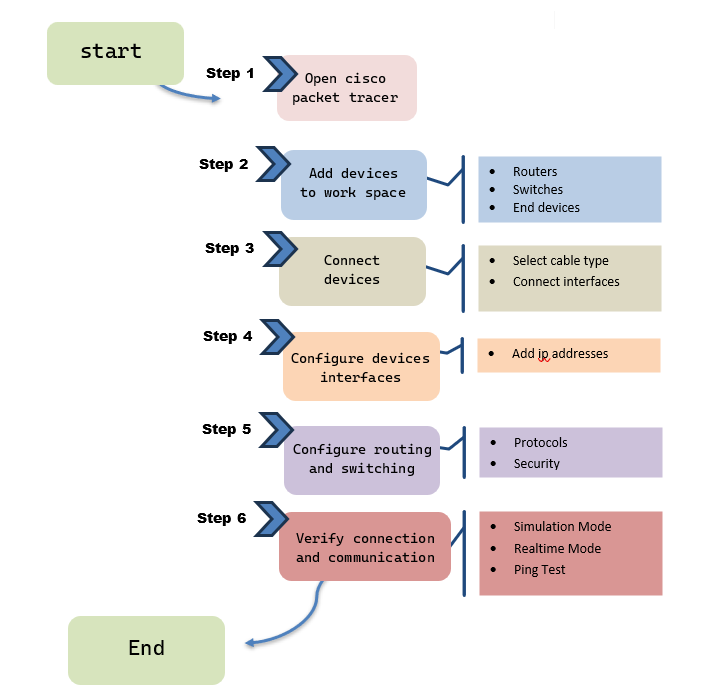 start
Step 1
Open cisco
packet tracer
Step 2
Add devices
to work space
• Routers
• Switches
• End devices
Step 3
Connect
devices
• Select cable type
• Connect interfaces
Step 4
Configure devices
interfaces
• Add ip addresses
Step 5
Configure routing
and switching
• Protocols
• Security
Step 6
Verify connection
and communication
• Simulation Mode
• Realtime Mode
• Ping Test
End